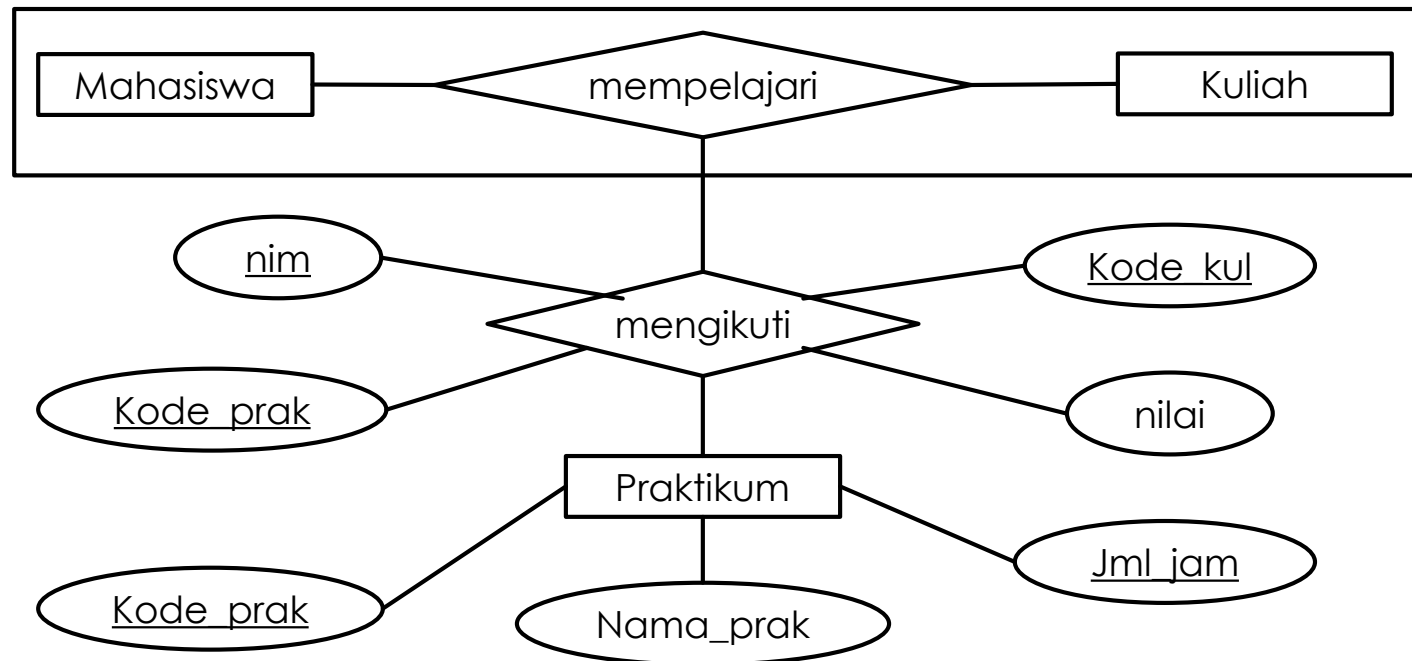 Mahasiswa
mempelajari
Kuliah
nim
Kode_kul
mengikuti
Kode_prak
nilai
Praktikum
Jml_jam
Kode_prak
Nama_prak